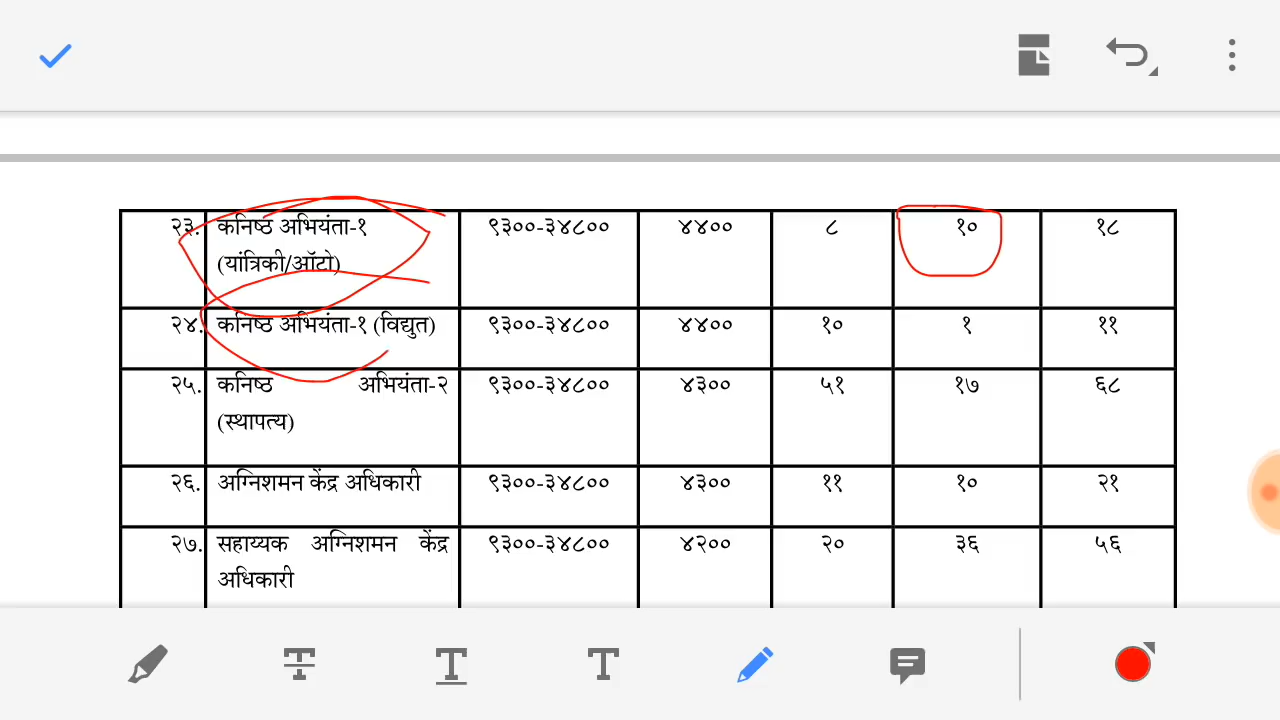 २३. कनिष्ठ अभियंता-१ ९३००-३४८०० ४४०० ८ १० १८
(यांत्रिकी/ऑटो)
२४. कनिष्ठ अभियंता-१ (विद्युत) ९३००-३४८०० ४४०० १० १ ११
२५. कनिष्ठ अभियंता-२ ९३००-३४८०० ४३०० ५१ १७ ६८
(स्थापत्य)
२६. अग्निशमन केंद्र अधिकारी ९३००-३४८०० ४३०० ११ १० २१
२७. सहाय्यक अग्निशमन केंद्र ९३००-३४८०० ४२०० २० ३६ ५६
अधिकारी